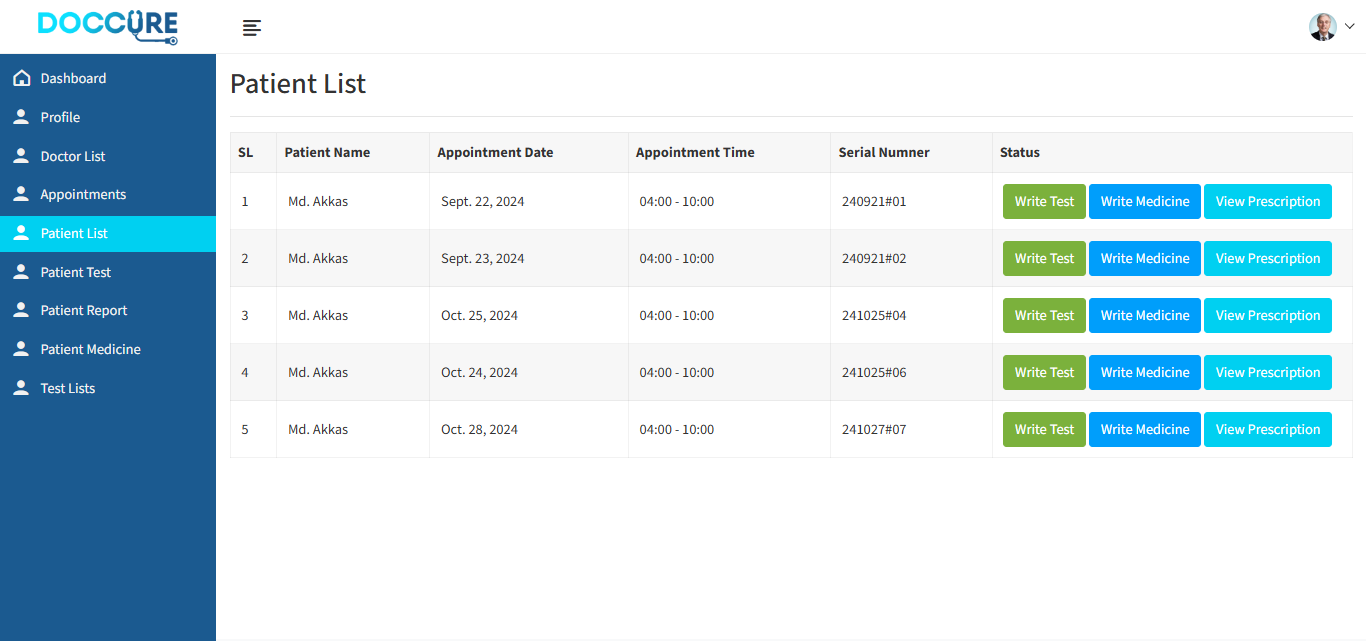 DOCCURE
Dashboard
Profile
Doctor List
Appointments
Patient List
Patient Test
Patient Report
Patient Medicine
Test Lists
Patient List
SL Patient Name Appointment Date Appointment Time Serial Numner Status
1 Md. Akkas Sept. 22, 2024 04:00 - 10:00 240921#01 Write Test Write Medicine View Prescription
2 Md. Akkas Sept. 23, 2024 04:00 - 10:00 240921#02 Write Test Write Medicine View Prescription
3 Md. Akkas Oct. 25, 2024 04:00 - 10:00 241025#04 Write Test Write Medicine View Prescription
4 Md. Akkas Oct. 24, 2024 04:00 - 10:00 241025#06 Write Test Write Medicine View Prescription
5 Md. Akkas Oct. 28, 2024 04:00 - 10:00 241027#07 Write Test Write Medicine View Prescription